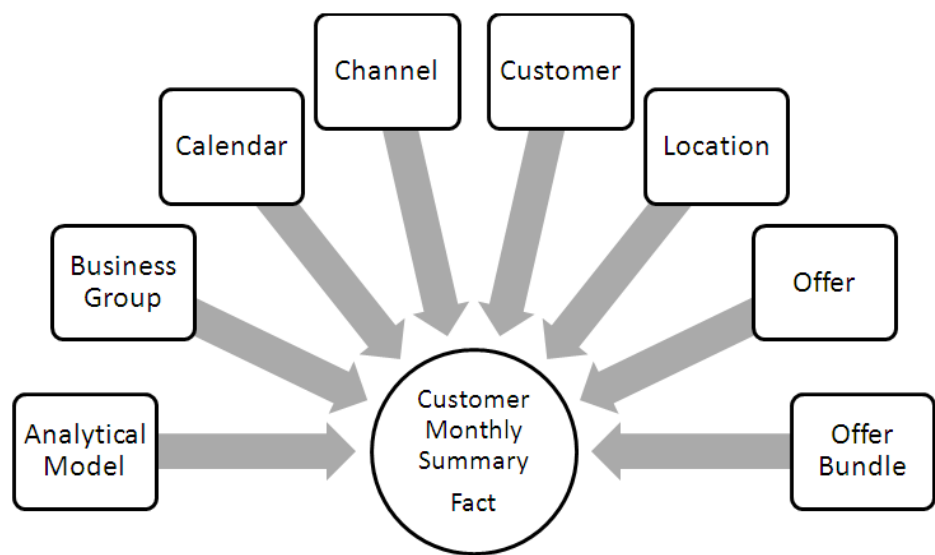 Channel
Customer
Calendar
Location
Business
Group
Offer
Analytical
Model
Customer
Monthly
Summary
Fact
Offer
Bundle